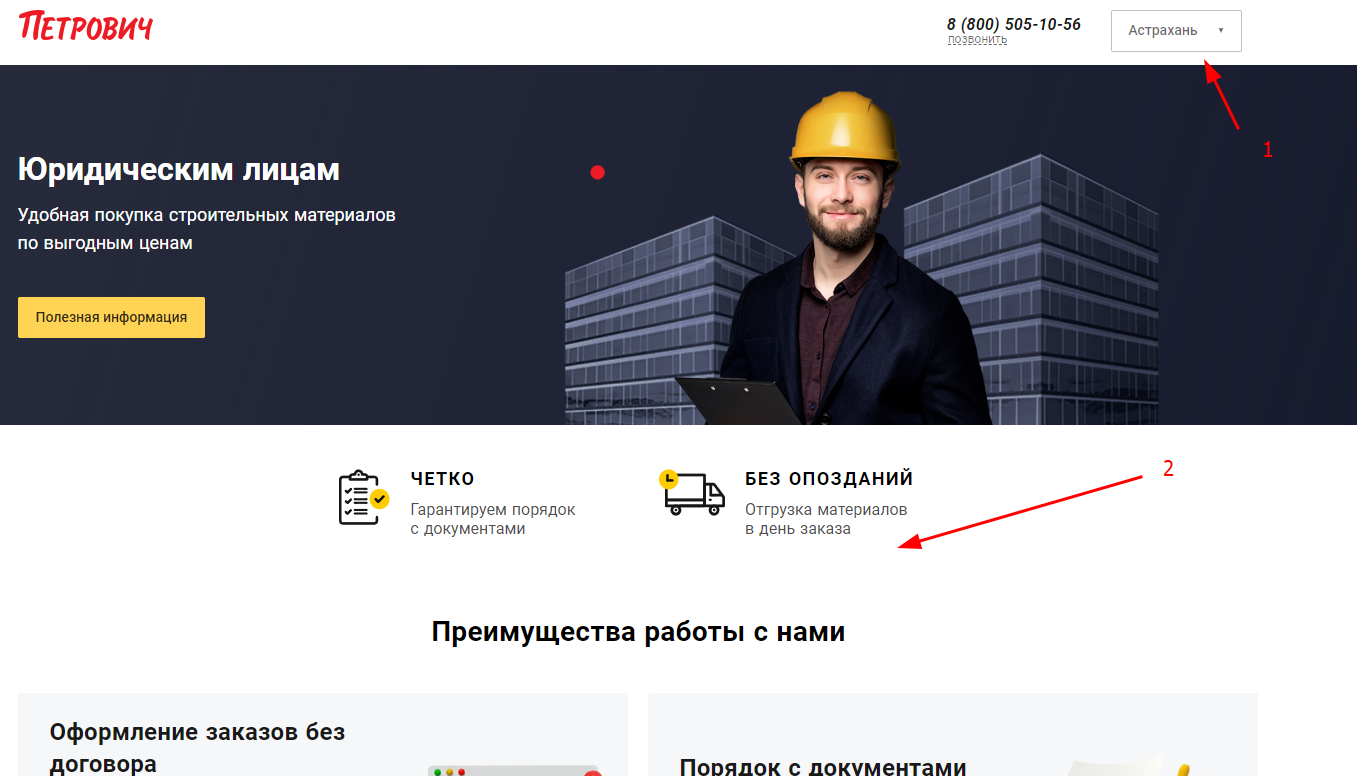 Петрович
8 (800) 505-10-56
позвонить
Астрахань
1
Юридическим лицам
Удобная покупка строительных материалов
по выгодным ценам
Полезная информация
2
ЧЕТКО
Гарантируем порядок
с документами
БЕЗ ОПОЗДАНИЙ
Отгрузка материалов
в день заказа
Преимущества работы с нами
Оформление заказов без
договора
Порядок с документами